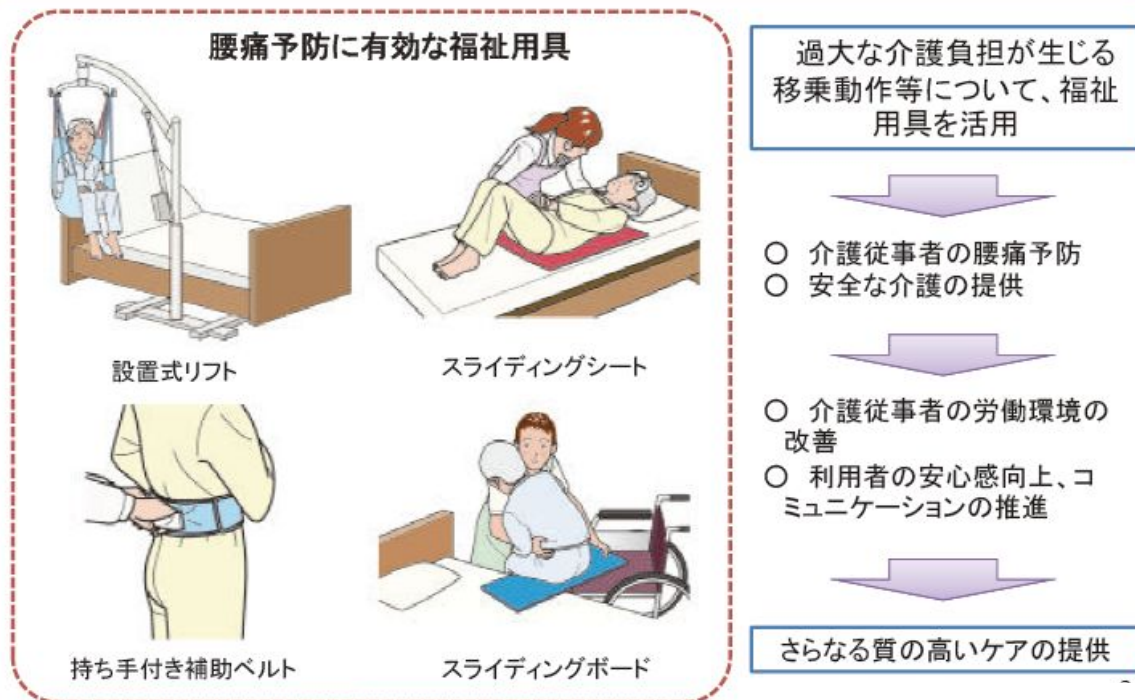 腰痛予防に有効な福祉用具
設置式リフト
スライディングシート
持ち手付き補助ベルト
スライディングボード
過大な介護負担が生じる
移乗動作等について、福祉
用具を活用
○ 介護従事者の腰痛予防
○ 安全な介護の提供
○ 介護従事者の労働環境の
改善
○ 利用者の安心感向上、コ
ミュニケーションの推進
さらなる質の高いケアの提供